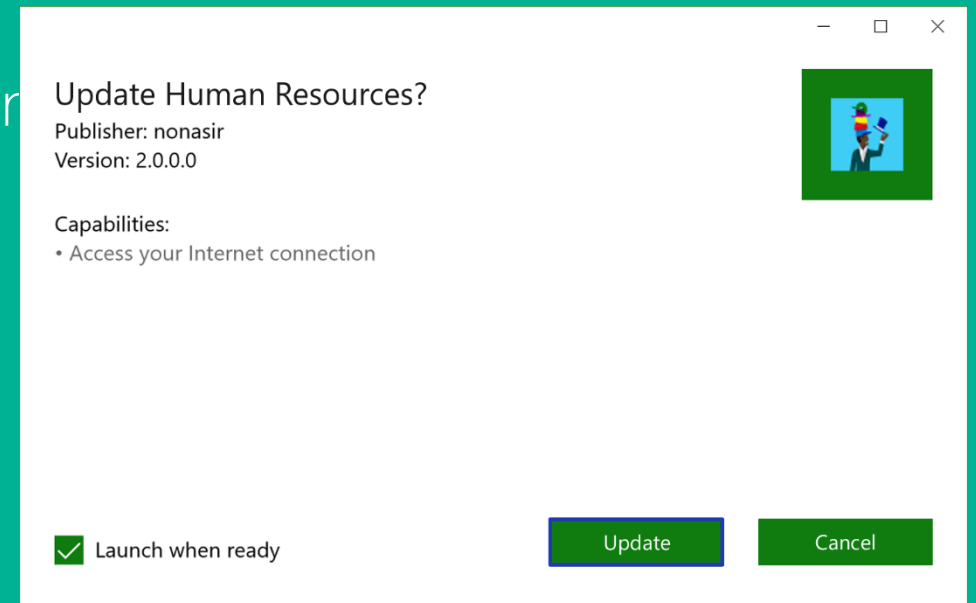 Update Human Resources?
Publisher: nonasir
Version: 2.0.0.0
Capabilities:
• Access your Internet connection
Launch when ready
Update
Cancel